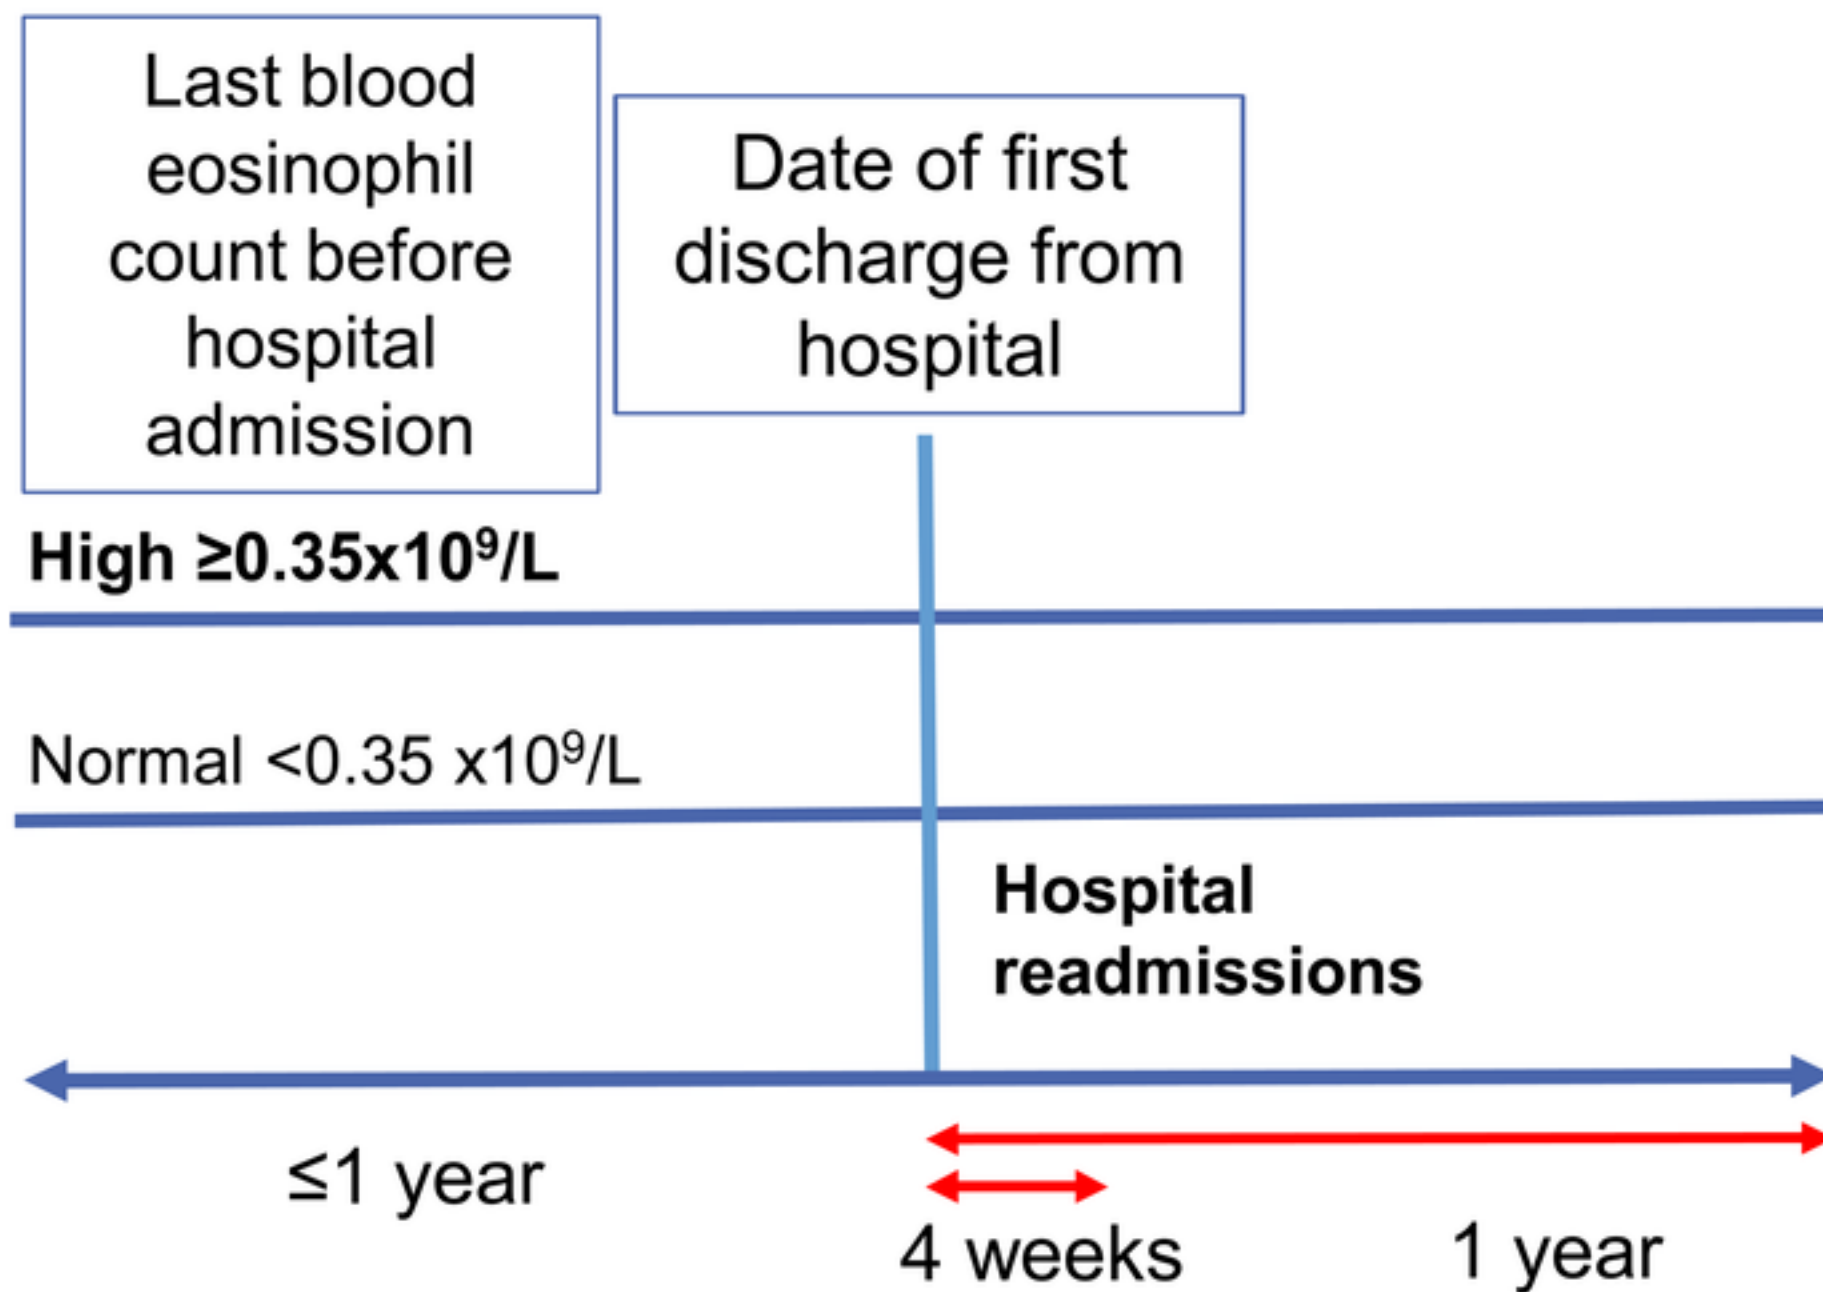 Last blood
eosinophil
count before
hospital
admission
Date of first
discharge from
hospital
High ≥0.35x10⁹/L
Normal <0.35 x10⁹/L
Hospital
readmissions
≤1 year
4 weeks
1 year